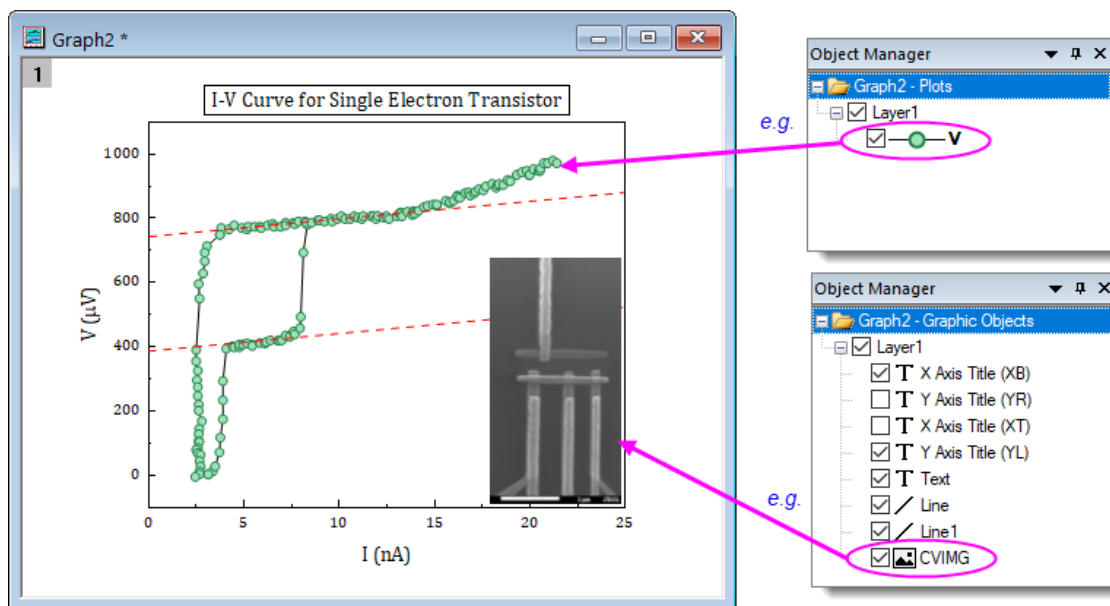 Graph2 *
1
I-V Curve for Single Electron Transistor
1000
800
600
400
200
0
V (μV)
0 5 10 15 20 25
I (nA)
e.g.
e.g.
Object Manager
Graph2 - Plots
Layer1
V
Object Manager
Graph2 - Graphic Objects
Layer1
T X Axis Title (XB)
T Y Axis Title (YR)
T X Axis Title (XT)
T Y Axis Title (YL)
T Text
Line
Line1
CVIMG